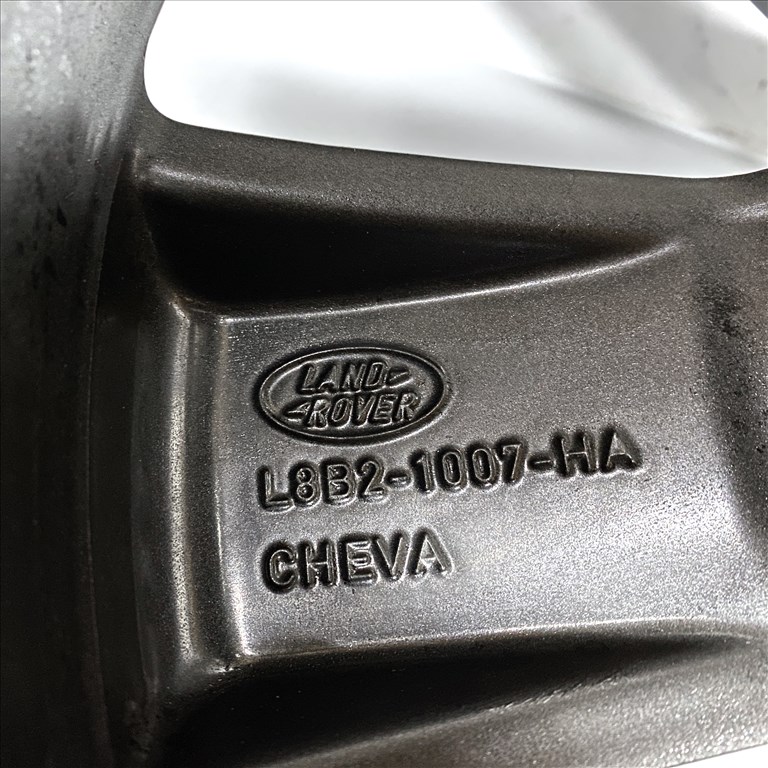 LAND
ROVER
L8B2-1007-HA
CHEVA